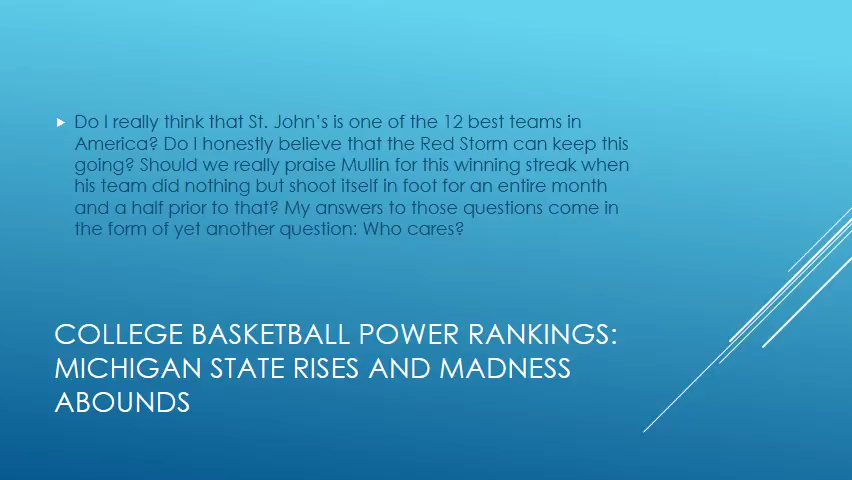 Do I really think that St. John's is one of the 12 best teams in
America? Do I honestly believe that the Red Storm can keep this
going? Should we really praise Mullin for this winning streak when
his team did nothing but shoot itself in foot for an entire month
and a half prior to that? My answers to those questions come in
the form of yet another question: Who cares?
COLLEGE BASKETBALL POWER RANKINGS:
MICHIGAN STATE RISES AND MADNESS
ABOUNDS